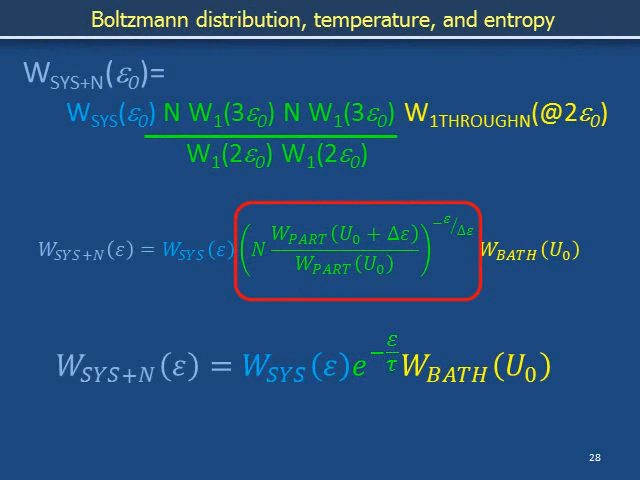 Boltzmann distribution, temperature, and entropy
W_SYS+N(ε_0)=
W_SYS(ε_0) N W_1(3ε_0) N W_1(3ε_0) W_1THROUGHN(@2ε_0)
W_1(2ε_0) W_1(2ε_0)
W_SYS+N(ε) = W_SYS(ε) (N W_PART(U_0 + Δε) / W_PART(U_0))^(−ε/Δε) W_BATH(U_0)
W_SYS+N(ε) = W_SYS(ε)e^(−ε/τ) W_BATH(U_0)
28